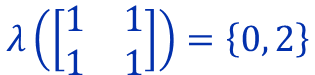 λ([1 1
1 1]) = {0, 2}